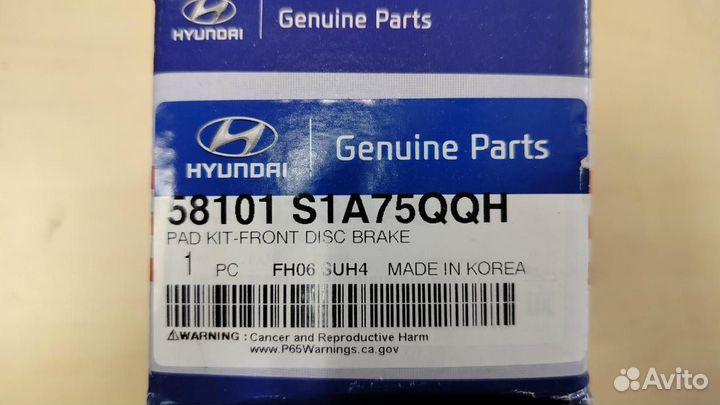 HYUNDAI Genuine Parts
HYUNDAI Genuine Parts
58101 S1A75QQH
PAD KIT-FRONT DISC BRAKE
1 PC FH06 SUH4 MADE IN KOREA
WARNING : Cancer and Reproductive Harm
www.P65Warnings.ca.gov
Avito